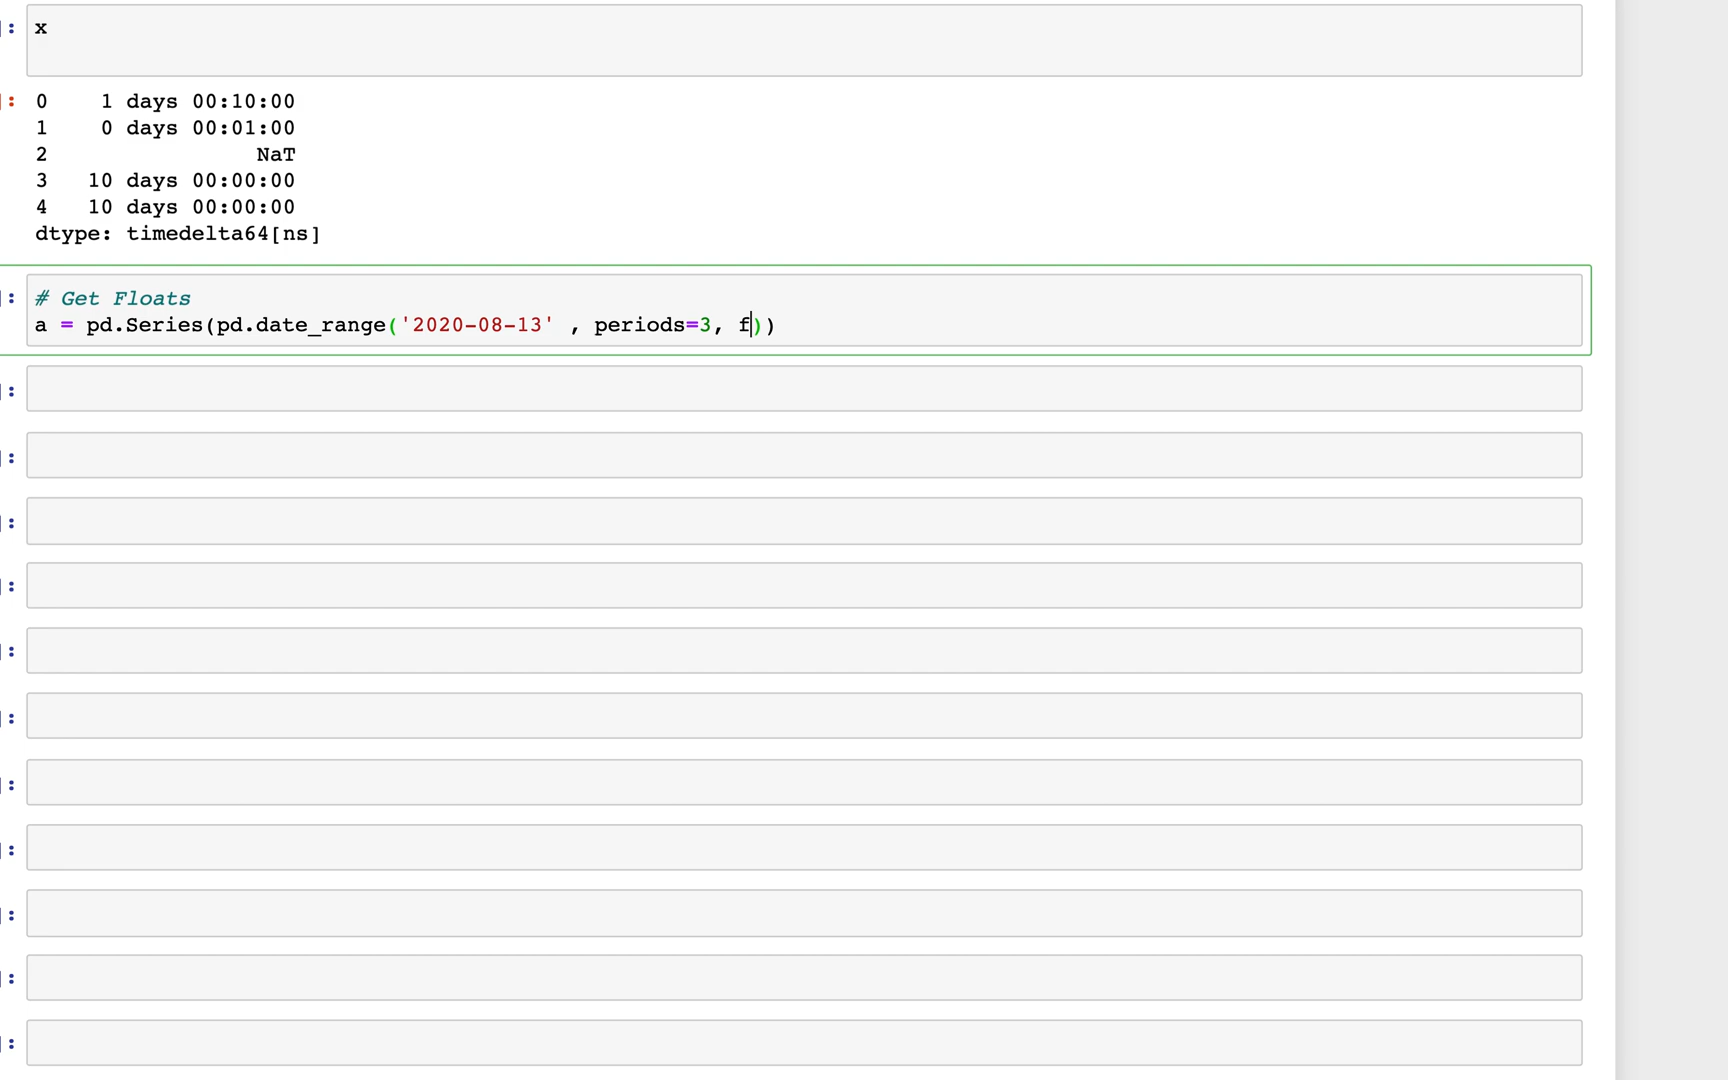 ]: x
]: 0 1 days 00:10:00
1 0 days 00:01:00
2 NaT
3 10 days 00:00:00
4 10 days 00:00:00
dtype: timedelta64[ns]
]: # Get Floats
a = pd.Series(pd.date_range('2020-08-13' , periods=3, f))
]:
]:
]:
]:
]:
]:
]:
]:
]:
]:
]: